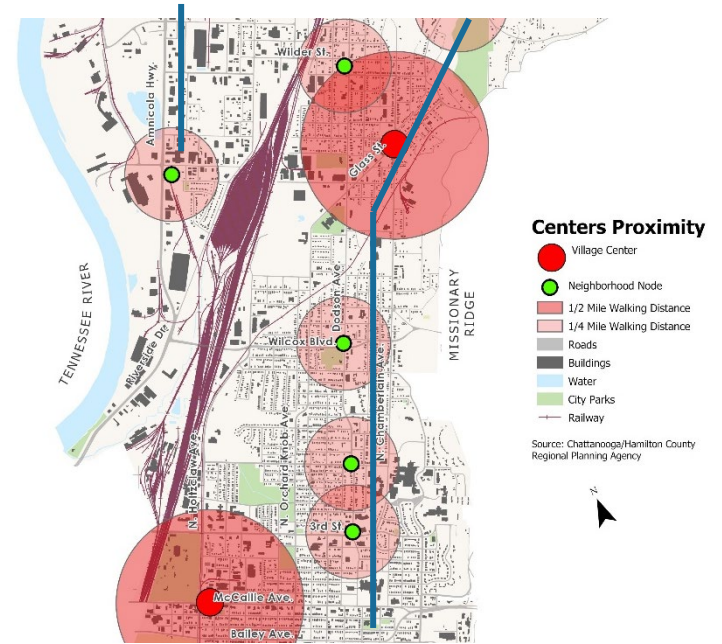 Wilder St.
Amnicola Hwy.
Glass St.
TENNESSEE RIVER
Riverside Dr.
Dodson Ave.
Wilcox Blvd.
MISSIONARY
RIDGE
N. Chamberlain Ave.
N. Holtzclaw Ave.
N. Orchard Knob Ave.
3rd St.
McCallie Ave.
Bailey Ave.
Centers Proximity
Village Center
Neighborhood Node
1/2 Mile Walking Distance
1/4 Mile Walking Distance
Roads
Buildings
Water
City Parks
Railway
Source: Chattanooga/Hamilton County
Regional Planning Agency
N